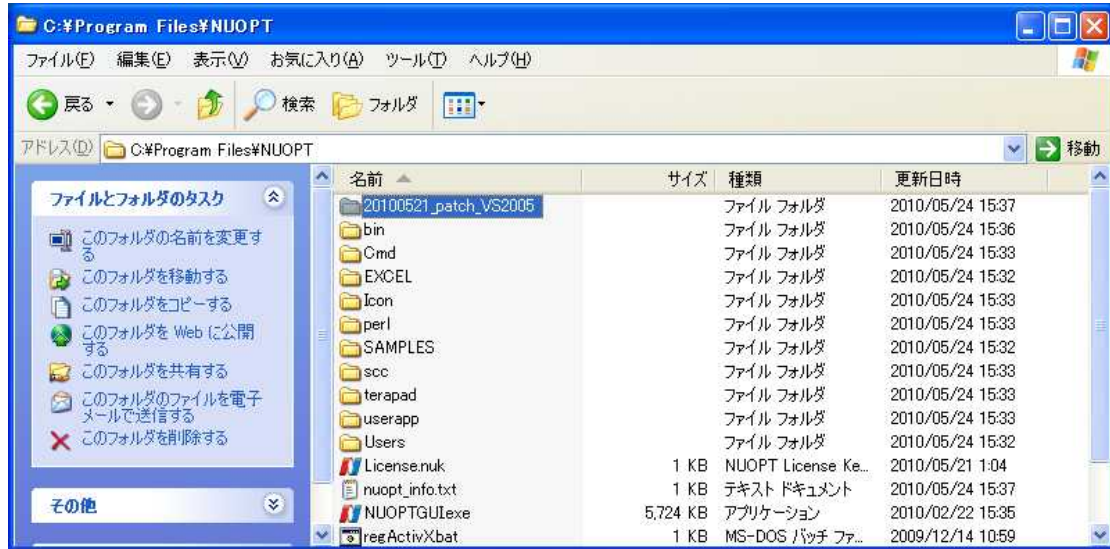 C:¥Program Files¥NUOPT
ファイル(F) 編集(E) 表示(V) お気に入り(A) ツール(T) ヘルプ(H)
戻る 検索 フォルダ
アドレス(D) C:¥Program Files¥NUOPT 移動
ファイルとフォルダのタスク
このフォルダの名前を変更す
る
このフォルダを移動する
このフォルダをコピーする
このフォルダを Web に公開
する
このフォルダを共有する
このフォルダのファイルを電子
メールで送信する
このフォルダを削除する
その他
名前 サイズ 種類 更新日時
20100521_patch_VS2005 ファイル フォルダ 2010/05/24 15:37
bin ファイル フォルダ 2010/05/24 15:36
Cmd ファイル フォルダ 2010/05/24 15:33
EXCEL ファイル フォルダ 2010/05/24 15:32
Icon ファイル フォルダ 2010/05/24 15:33
perl ファイル フォルダ 2010/05/24 15:33
SAMPLES ファイル フォルダ 2010/05/24 15:32
scc ファイル フォルダ 2010/05/24 15:33
terapad ファイル フォルダ 2010/05/24 15:33
userapp ファイル フォルダ 2010/05/24 15:33
Users ファイル フォルダ 2010/05/24 15:32
License.nuk 1 KB NUOPT License Ke... 2010/05/21 1:04
nuopt_info.txt 1 KB テキスト ドキュメント 2010/05/24 15:37
NUOPTGUI.exe 5,724 KB アプリケーション 2010/02/22 15:35
regActivX.bat 1 KB MS-DOS バッチ ファ... 2009/12/14 10:59